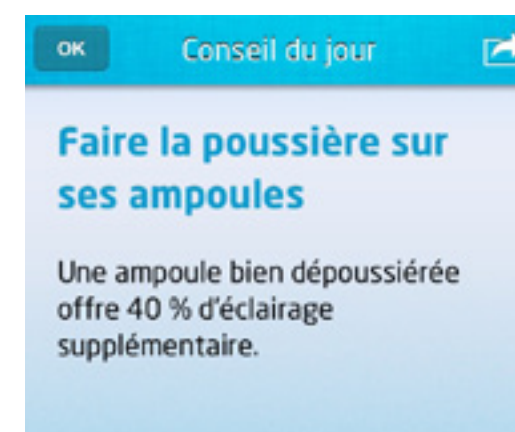 OK Conseil du jour
Faire la poussière sur
ses ampoules
Une ampoule bien dépoussiérée
offre 40 % d'éclairage
supplémentaire.